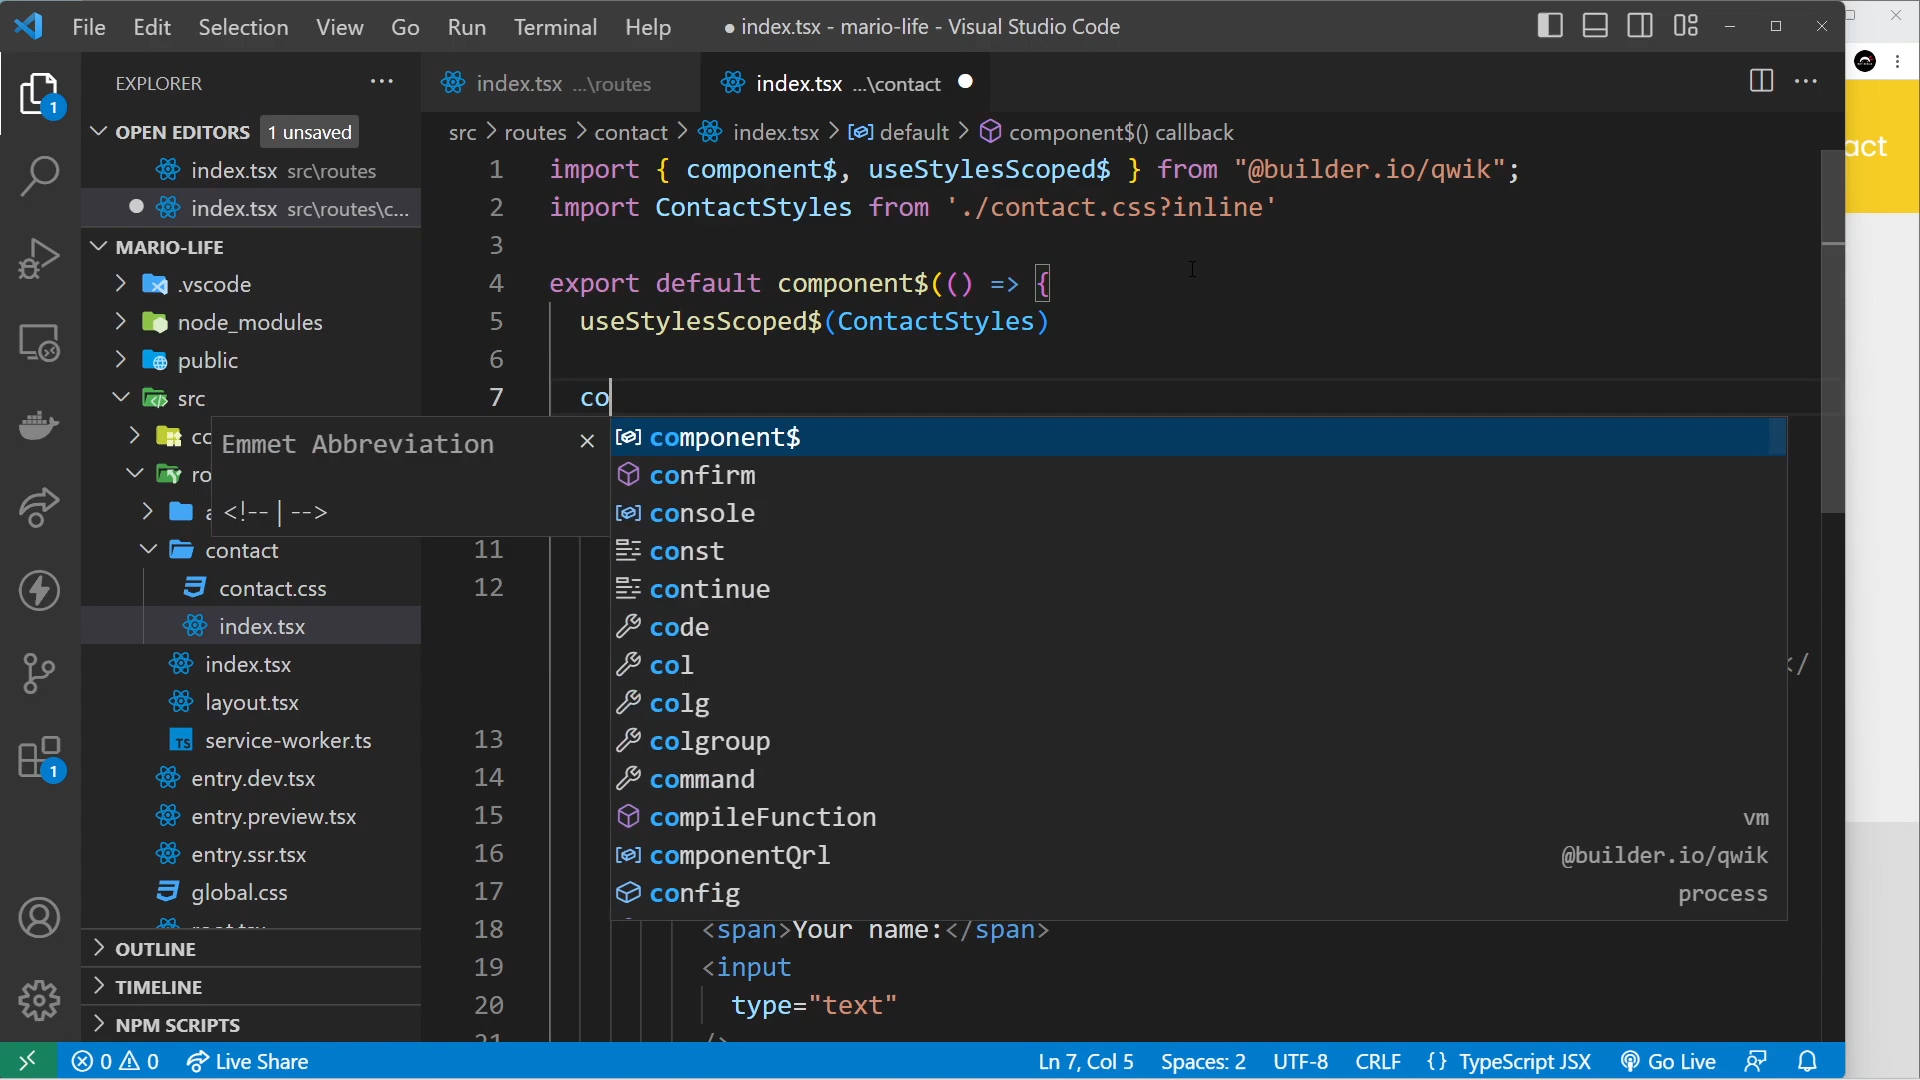 File Edit Selection View Go Run Terminal Help
● index.tsx - mario-life - Visual Studio Code
EXPLORER
index.tsx ...\routes
index.tsx ...\contact
OPEN EDITORS 1 unsaved
index.tsx src\routes
index.tsx src\routes\c...
src > routes > contact > index.tsx > default > component$() callback
MARIO-LIFE
.vscode
node_modules
public
src
co
ro
a
contact
contact.css
index.tsx
index.tsx
layout.tsx
service-worker.ts
entry.dev.tsx
entry.preview.tsx
entry.ssr.tsx
global.css
root.tsx
OUTLINE
TIMELINE
NPM SCRIPTS
1 import { component$, useStylesScoped$ } from "@builder.io/qwik";
2 import ContactStyles from './contact.css?inline'
3
4 export default component$(() => {
5 useStylesScoped$(ContactStyles)
6
7 co
Emmet Abbreviation
<!-- | -->
component$
confirm
console
const
continue
code
col
colg
colgroup
command
compileFunction vm
componentQrl @builder.io/qwik
config process
11
12
</
13
14
15
16
17
18 <span>Your name:</span>
19 <input
20 type="text"
21 />
act
1
1
0 0 Live Share
Ln 7, Col 5 Spaces: 2 UTF-8 CRLF {} TypeScript JSX Go Live